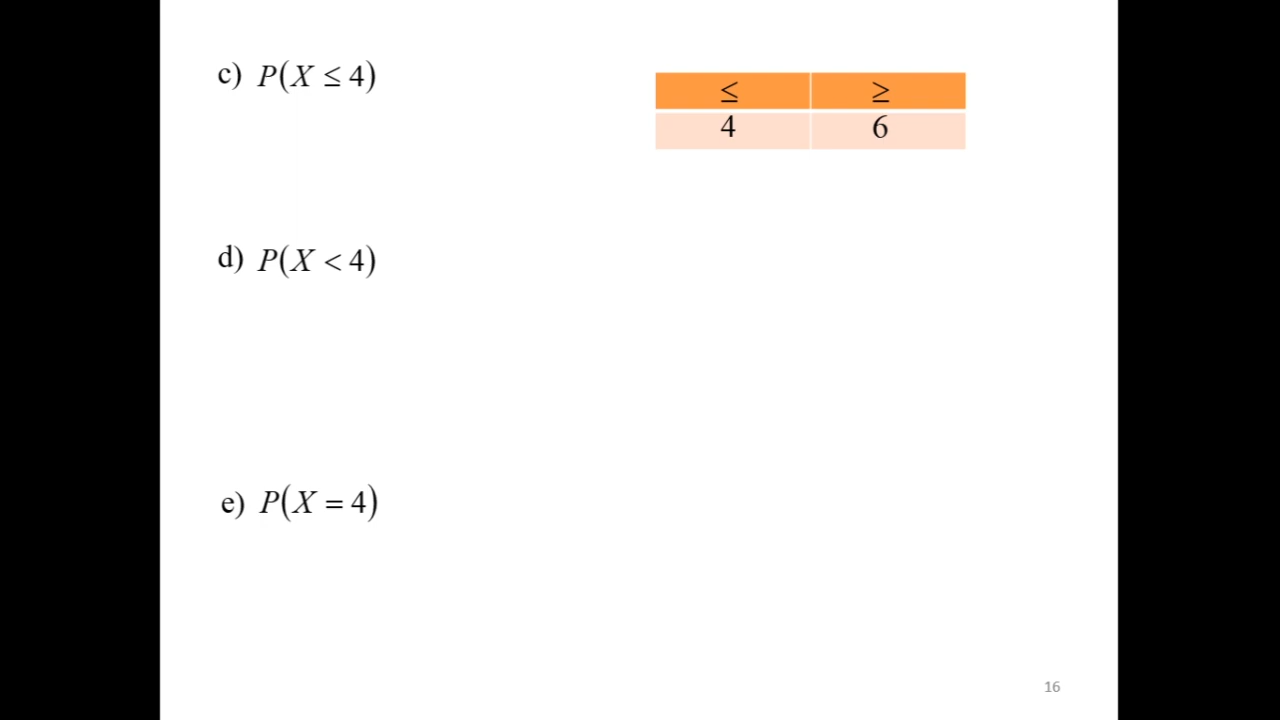 c) P(X ≤ 4)
≤ ≥
4 6
d) P(X < 4)
e) P(X = 4)
16